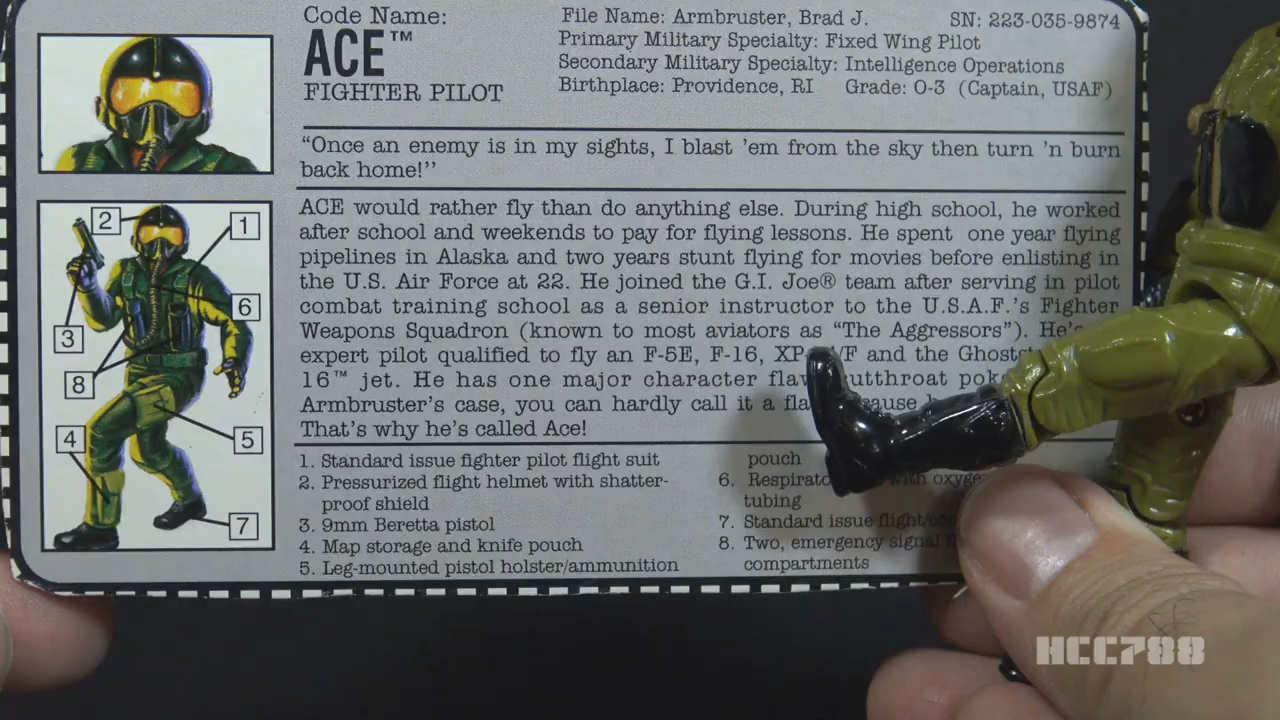 Code Name:
ACE™
FIGHTER PILOT
File Name: Armbruster, Brad J. SN: 223-035-9874
Primary Military Specialty: Fixed Wing Pilot
Secondary Military Specialty: Intelligence Operations
Birthplace: Providence, RI Grade: O-3 (Captain, USAF)
"Once an enemy is in my sights, I blast 'em from the sky then turn 'n burn
back home!"
ACE would rather fly than do anything else. During high school, he worked
after school and weekends to pay for flying lessons. He spent one year flying
pipelines in Alaska and two years stunt flying for movies before enlisting in
the U.S. Air Force at 22. He joined the G.I. Joe® team after serving in pilot
combat training school as a senior instructor to the U.S.A.F.'s Fighter
Weapons Squadron (known to most aviators as "The Aggressors"). He's
expert pilot qualified to fly an F-5E, F-16, and the
16™ jet. He has one major character
Armbruster's case, you can hardly call it a
That's why he's called Ace!
1. Standard issue fighter pilot flight suit
2. Pressurized flight helmet with shatter-
proof shield
3. 9mm Beretta pistol
4. Map storage and knife pouch
5. Leg-mounted pistol holster/ammunition
pouch
6. with
tubing
7. Standard issue
8. Two, emergency signal
compartments
2
1
6
3
8
4
5
7
HCC788